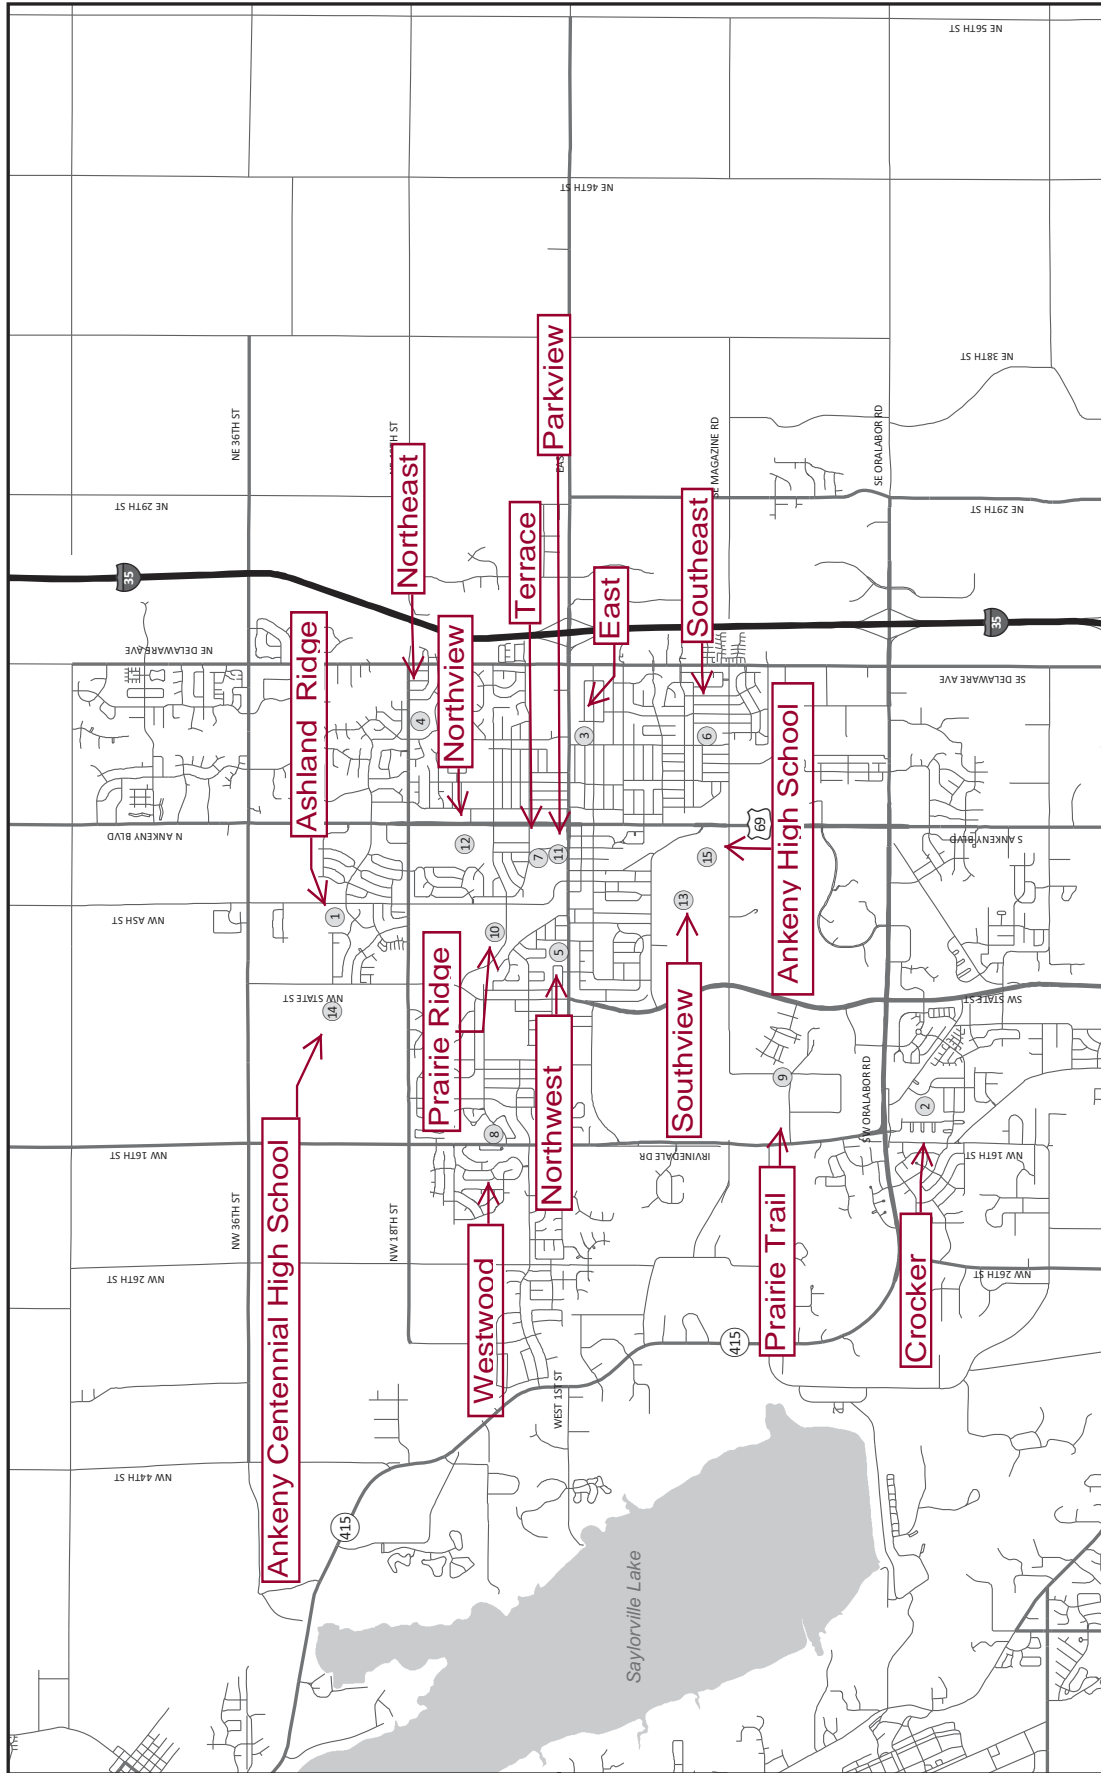 NE 56TH ST
NE 46TH ST
NE 38TH ST
NE 36TH ST
SE MAGAZINE RD
SE ORALABOR RD
NE 29TH ST
NE 29TH ST
Parkview
Northeast
Terrace
Southeast
East
35
35
Ashland Ridge
Northview
NE DELAWARE AVE
SE DELAWARE AVE
4
3
6
Ankeny High School
N ANKENY BLVD
69
S ANKENY BLVD
12
7
11
15
NW ASH ST
1
10
13
5
Prairie Ridge
NW STATE ST
SW STATE ST
14
Northwest
Southview
9
SW ORALABOR RD
2
8
NW 16TH ST
IRVINEDALE DR
NW 16TH ST
Ankeny Centennial High School
Westwood
Prairie Trail
Crocker
NW 36TH ST
NW 18TH ST
NW 26TH ST
NW 26TH ST
415
WEST 1ST ST
NW 44TH ST
415
Saylorville Lake